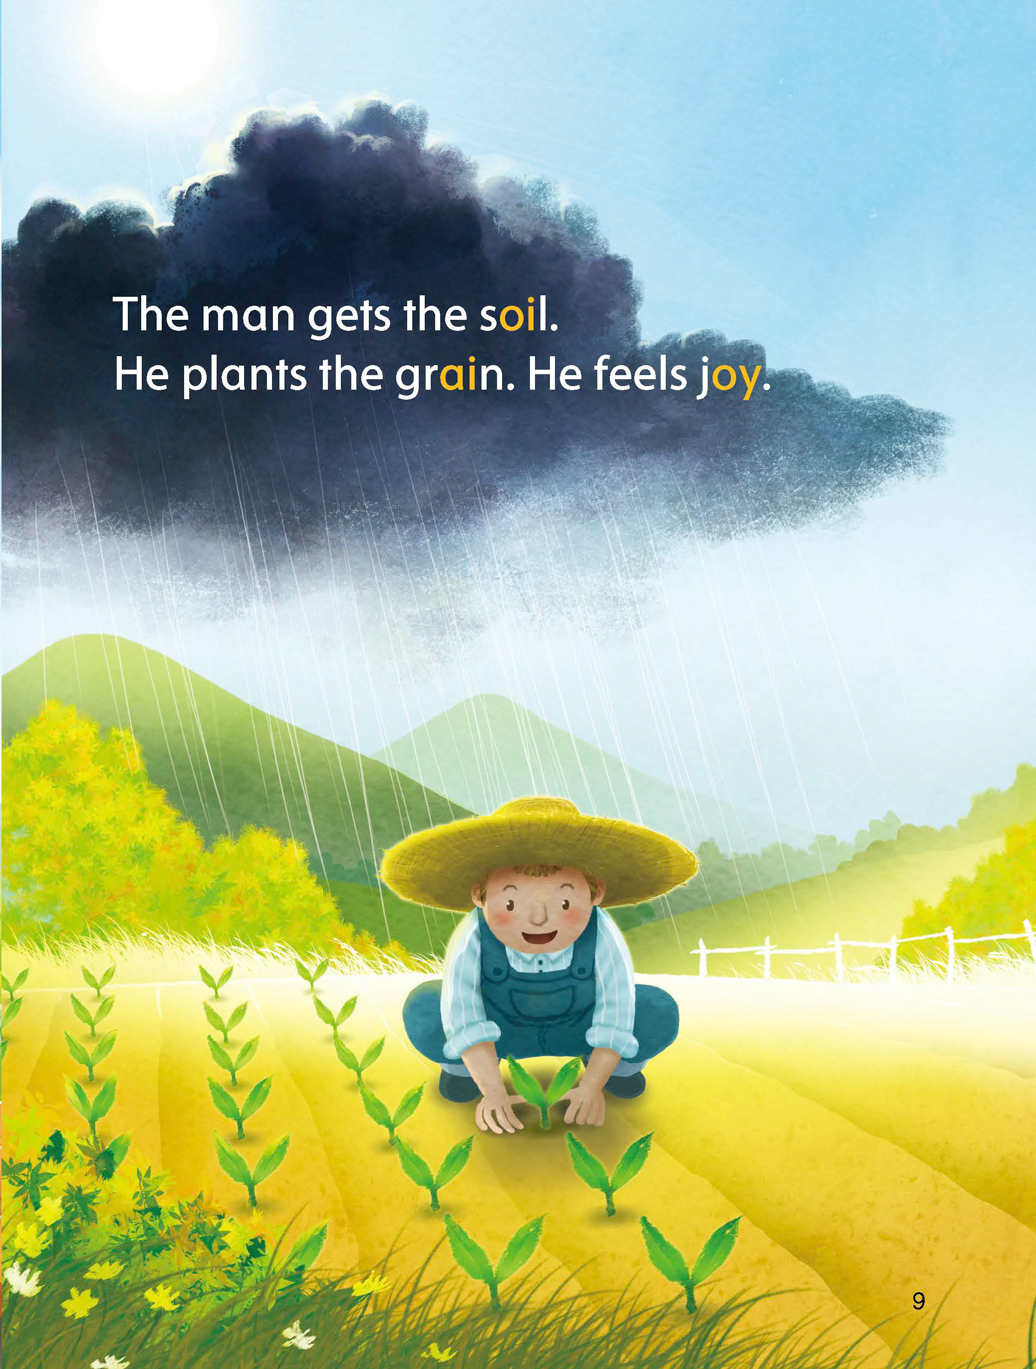 The man gets the soil.
He plants the grain. He feels joy.
9